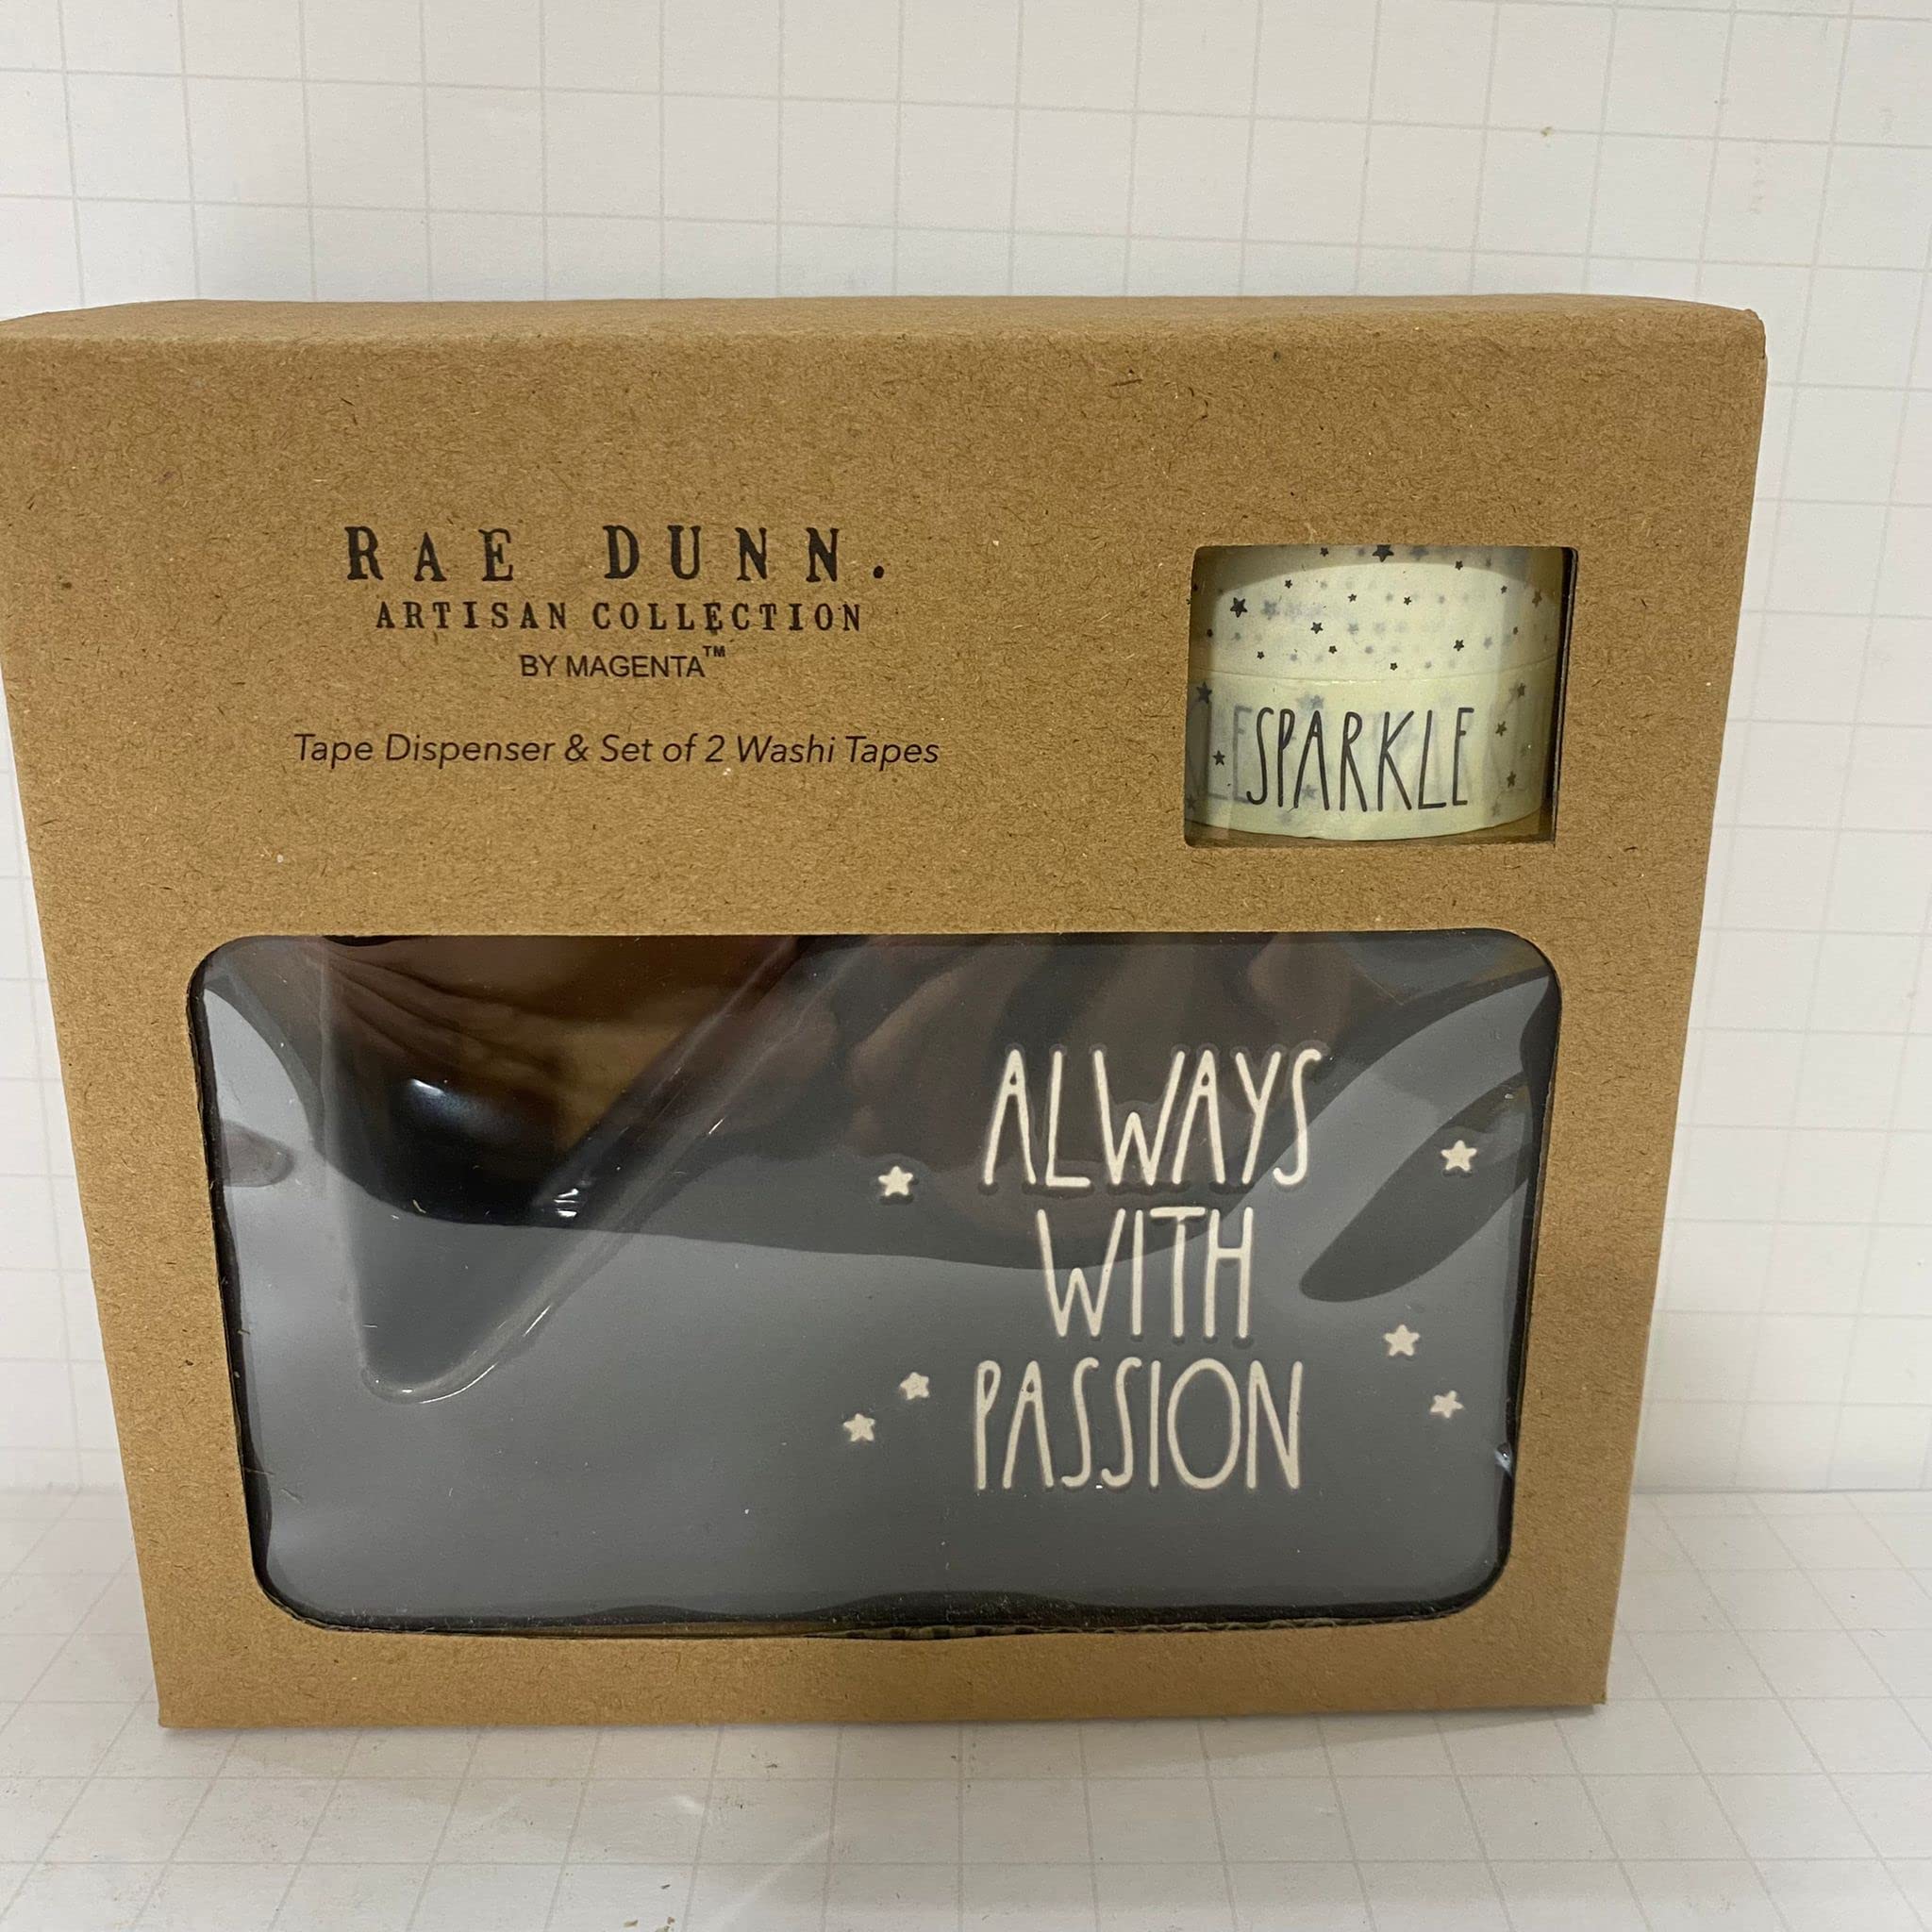 RAE DUNN.
ARTISAN COLLECTION
BY MAGENTA™
Tape Dispenser & Set of 2 Washi Tapes
SPARKLE
ALWAYS
WITH
PASSION